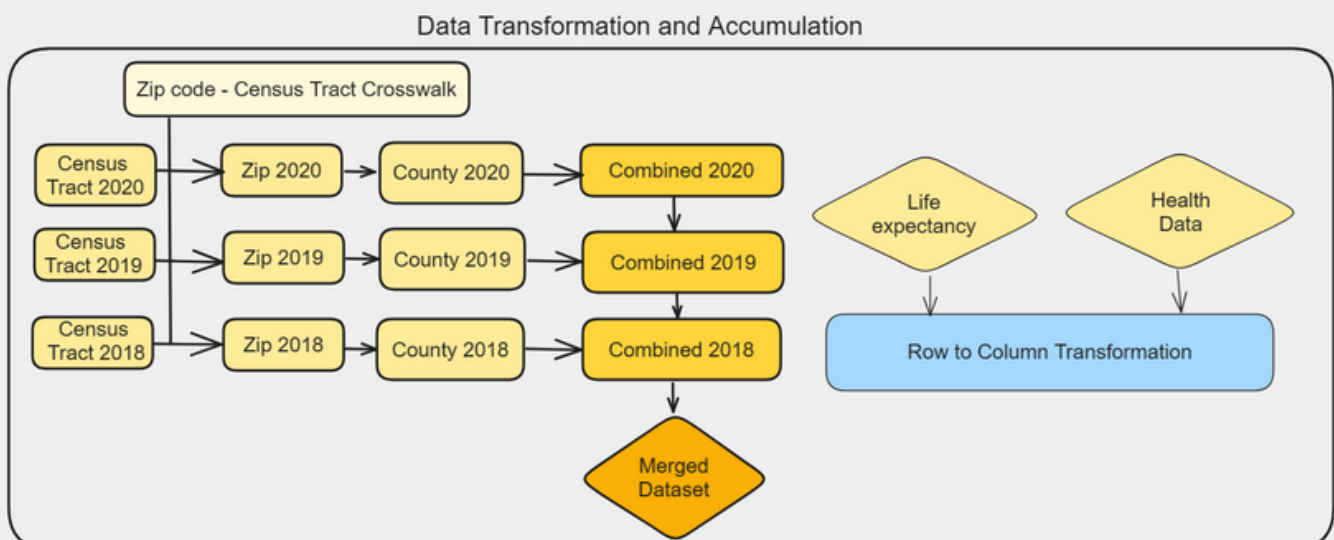 Data Transformation and Accumulation
Zip code - Census Tract Crosswalk
Census
Tract 2020
Zip 2020
County 2020
Combined 2020
Census
Tract 2019
Zip 2019
County 2019
Combined 2019
Census
Tract 2018
Zip 2018
County 2018
Combined 2018
Merged
Dataset
Life
expectancy
Health
Data
Row to Column Transformation